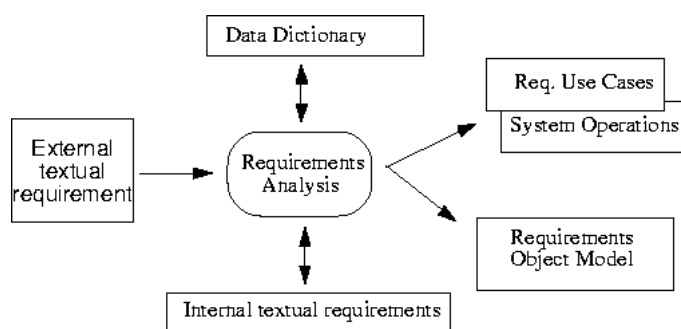 Data Dictionary
Req. Use Cases
System Operations
External
textual
requirement
Requirements
Analysis
Requirements
Object Model
Internal textual requirements